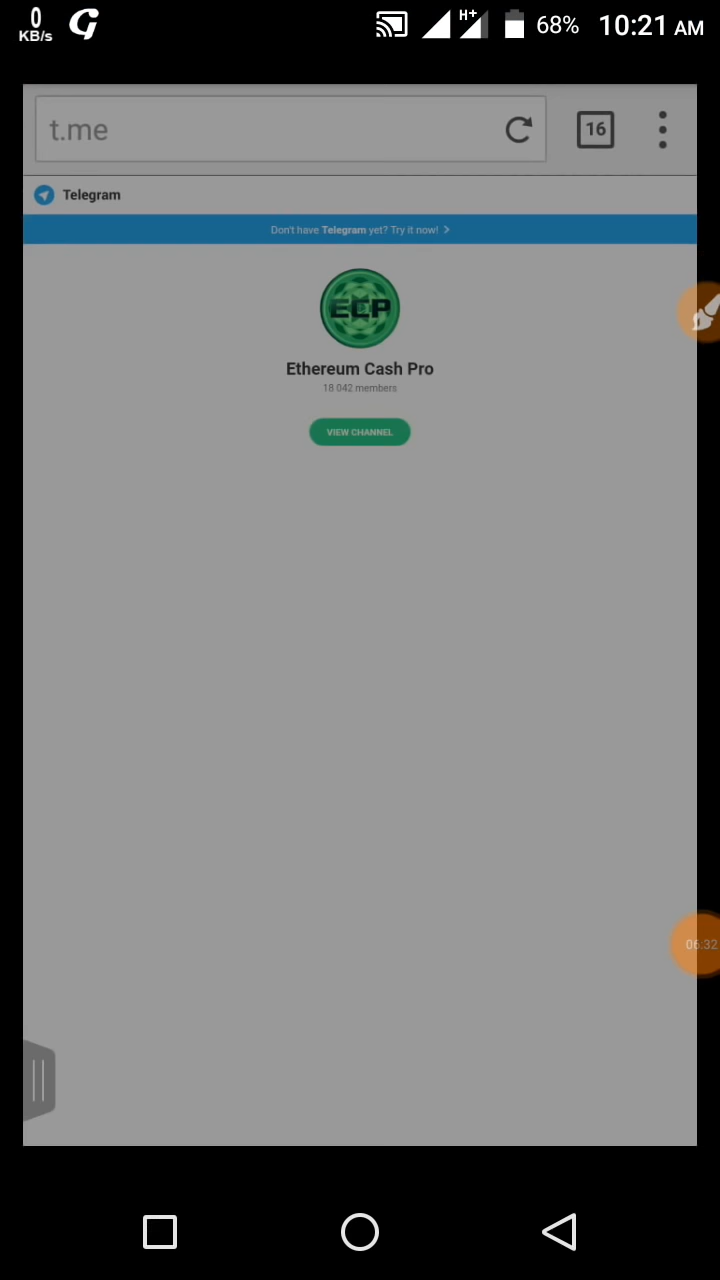 0
KB/s
H+
68%
10:21 AM
t.me
16
Telegram
Don't have Telegram yet? Try it now!
ECP
Ethereum Cash Pro
18 042 members
VIEW CHANNEL
06:32